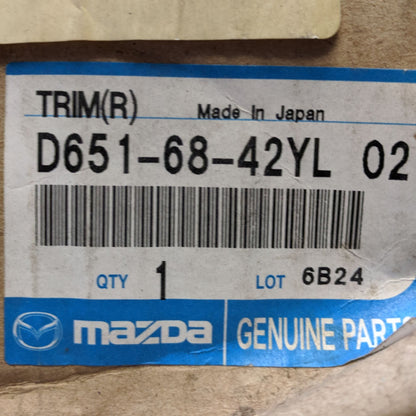 TRIM(R) Made In Japan
D651-68-42YL 02
QTY 1 LOT 6B24
mazda GENUINE PARTS